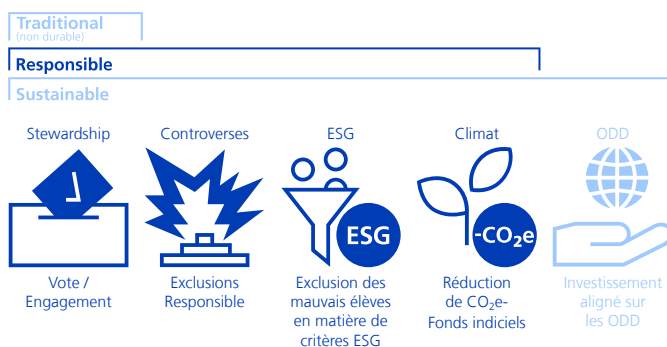 Traditional
(non durable)
Responsible
Sustainable
Stewardship
Controverses
ESG
Climat
ODD
ESG
-CO₂e
Vote /
Engagement
Exclusions
Responsible
Exclusion des
mauvais élèves
en matière de
critères ESG
Réduction
de CO₂e-
Fonds indiciels
Investissement
aligné sur
les ODD